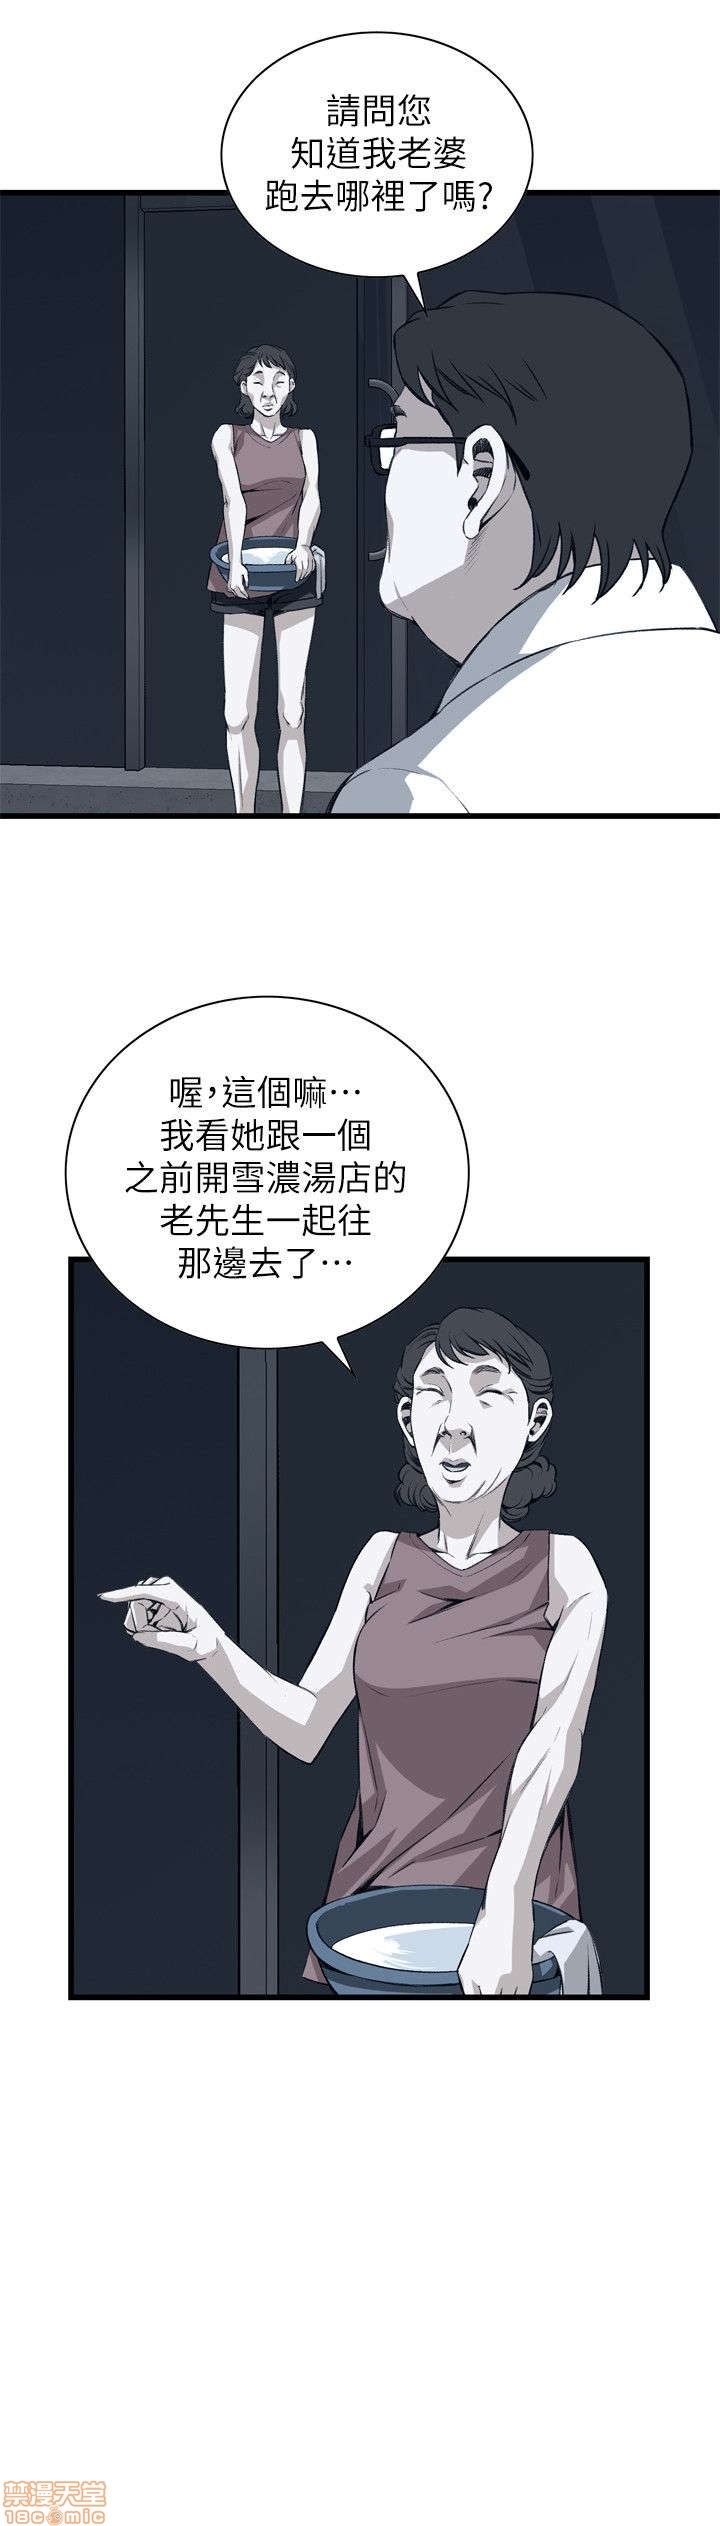 請問您
知道我老婆
跑去哪裡了嗎?
喔,這個嘛…
我看她跟一個
之前開雪濃湯店的
老先生一起往
那邊去了…
禁漫天堂
18comic